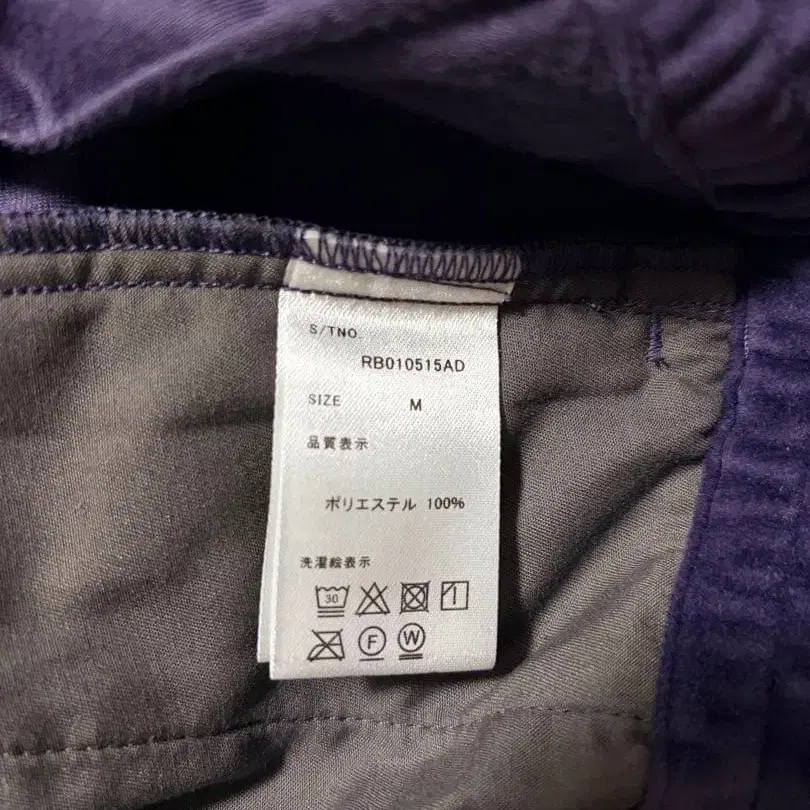 S/TNO.
RB010515AD
SIZE M
品質表示
ポリエステル 100%
洗濯絵表示
30
F W